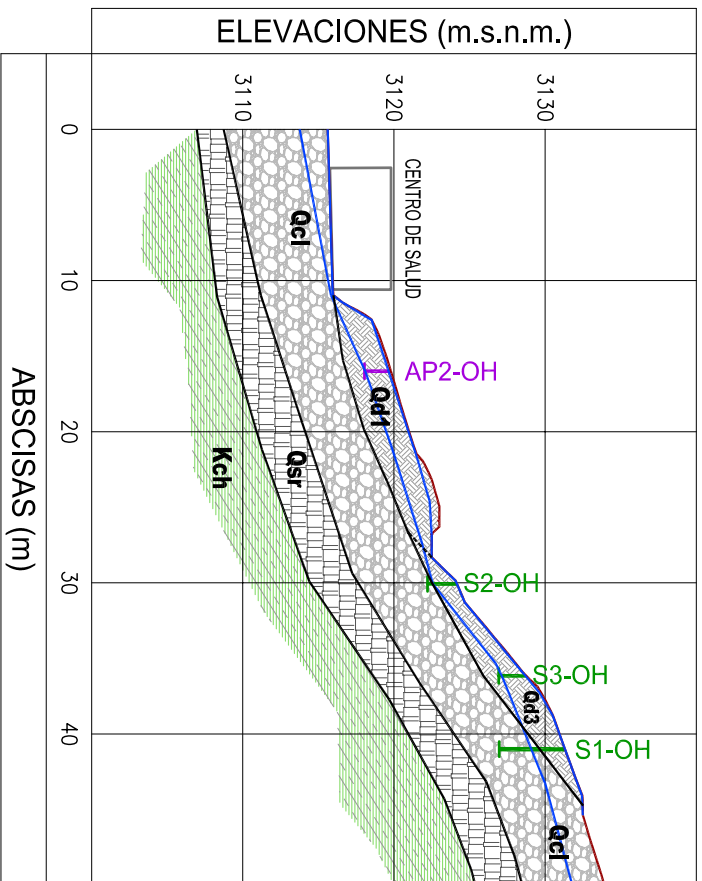 ELEVACIONES (m.s.n.m.)
3110
3120
3130
0
10
20
30
40
ABSCISAS (m)
CENTRO DE SALUD
AP2-OH
S2-OH
S3-OH
S1-OH
Qcl
Qd1
Qsr
Kch
Qd3
Qcl